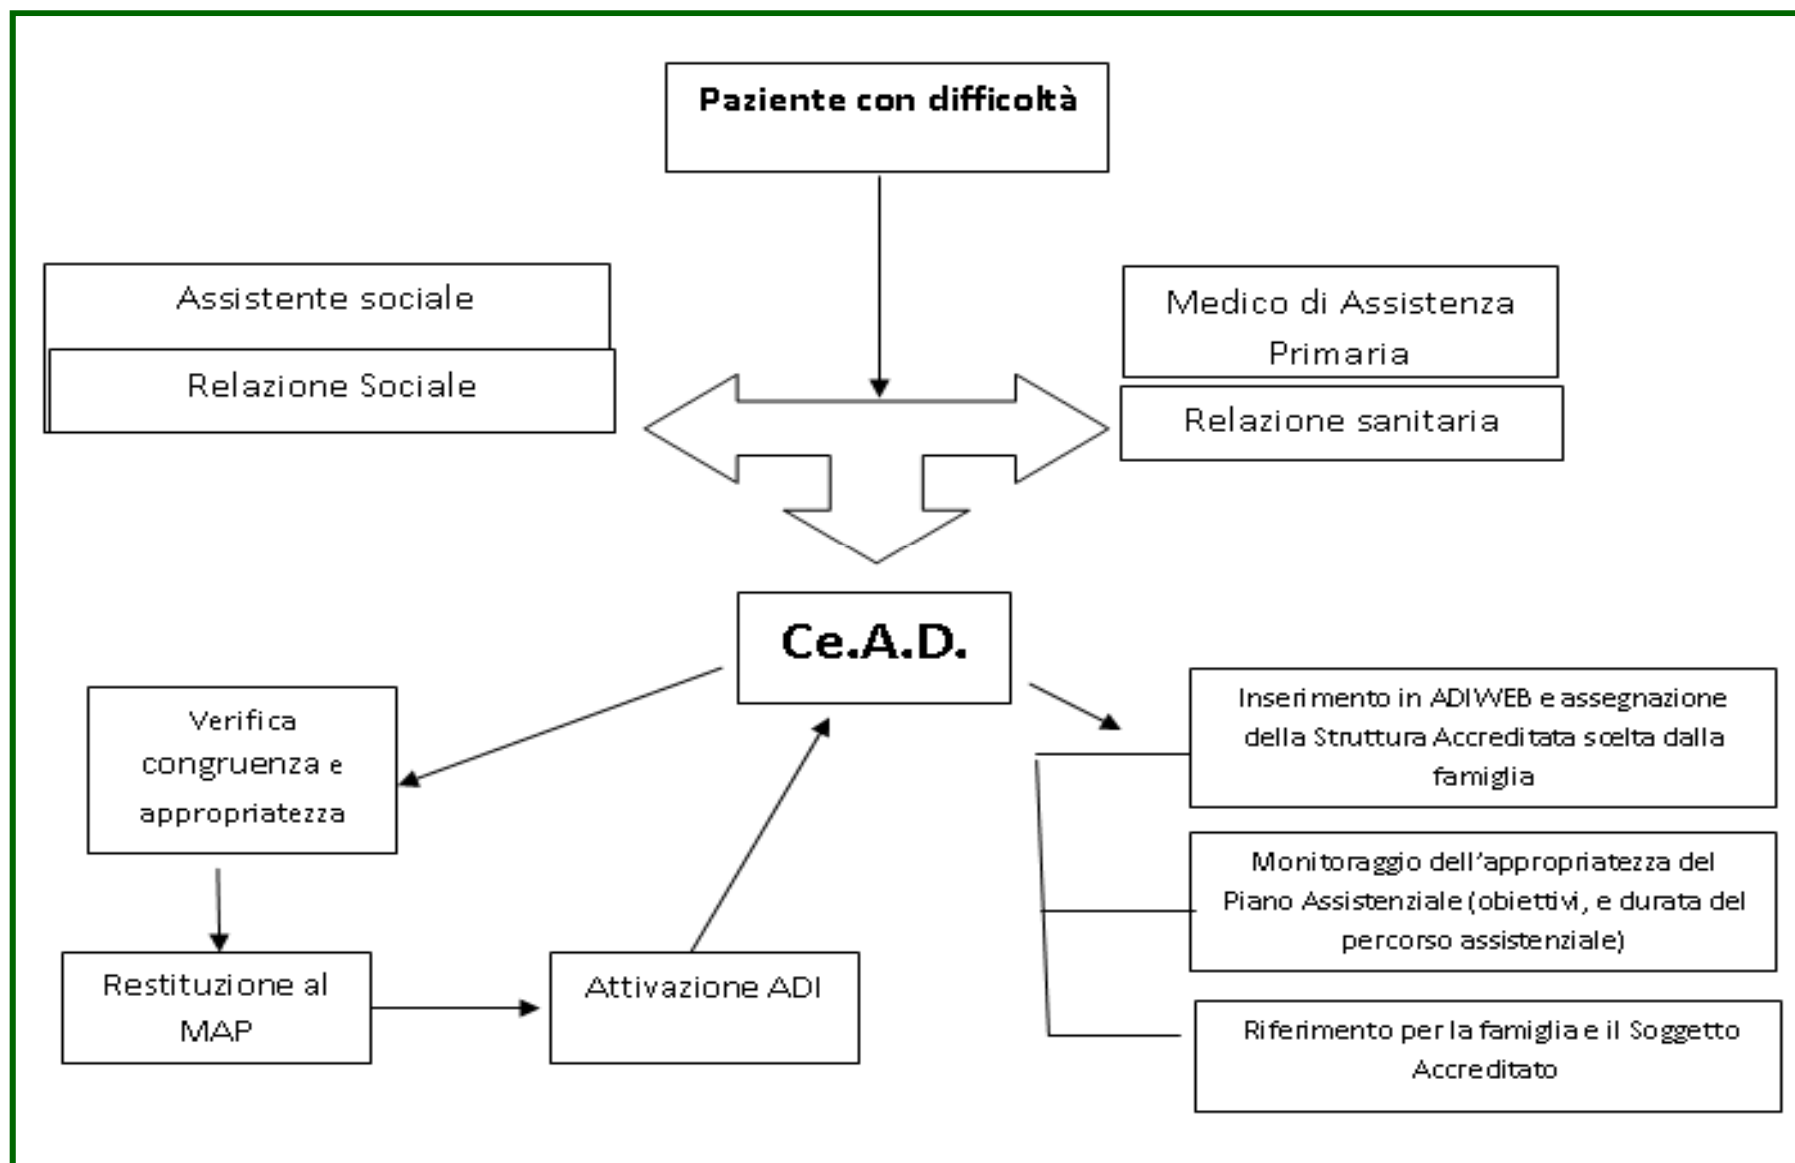 Paziente con difficoltà
Assistente sociale
Relazione Sociale
Medico di Assistenza
Primaria
Relazione sanitaria
Ce.A.D.
Verifica
congruenza e
appropriatezza
Restituzione al
MAP
Attivazione ADI
Inserimento in ADIWEB e assegnazione
della Struttura Accreditata scelta dalla
famiglia
Monitoraggio dell'appropriatezza del
Piano Assistenziale (obiettivi, e durata del
percorso assistenziale)
Riferimento per la famiglia e il Soggetto
Accreditato